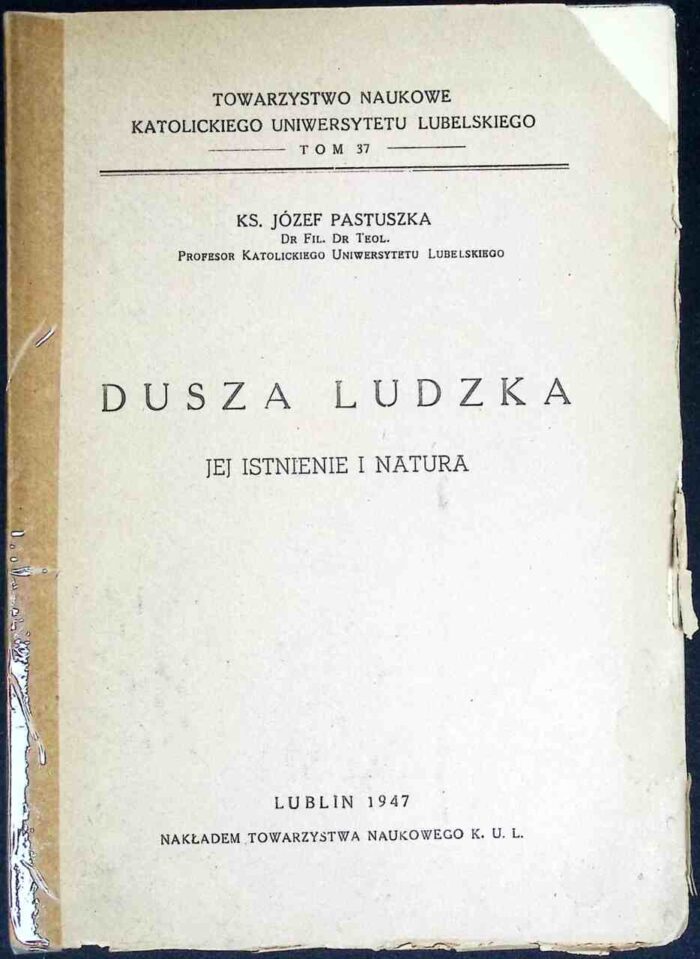 TOWARZYSTWO NAUKOWE
KATOLICKIEGO UNIWERSYTETU LUBELSKIEGO
TOM 37
KS. JÓZEF PASTUSZKA
DR FIL. DR TEOL.
PROFESOR KATOLICKIEGO UNIWERSYTETU LUBELSKIEGO
DUSZA LUDZKA
JEJ ISTNIENIE I NATURA
LUBLIN 1947
NAKŁADEM TOWARZYSTWA NAUKOWEGO K. U. L.